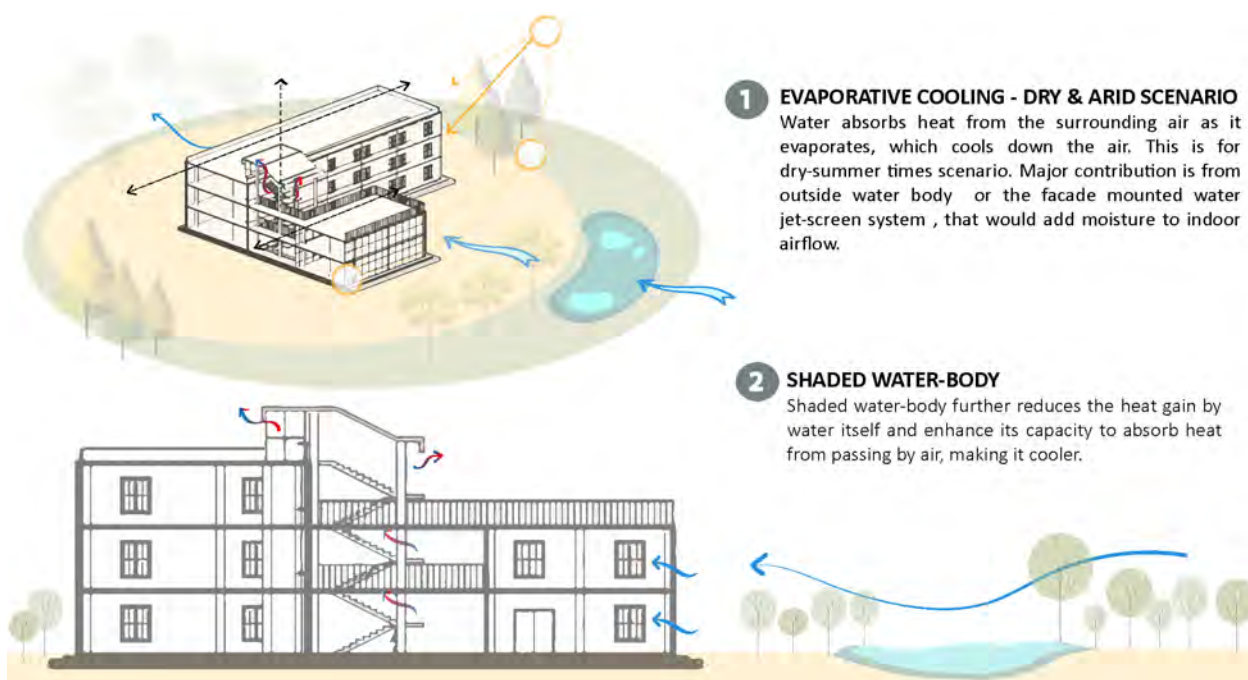 1 EVAPORATIVE COOLING - DRY & ARID SCENARIO
Water absorbs heat from the surrounding air as it
evaporates, which cools down the air. This is for
dry-summer times scenario. Major contribution is from
outside water body or the facade mounted water
jet-screen system , that would add moisture to indoor
airflow.
2 SHADED WATER-BODY
Shaded water-body further reduces the heat gain by
water itself and enhance its capacity to absorb heat
from passing by air, making it cooler.